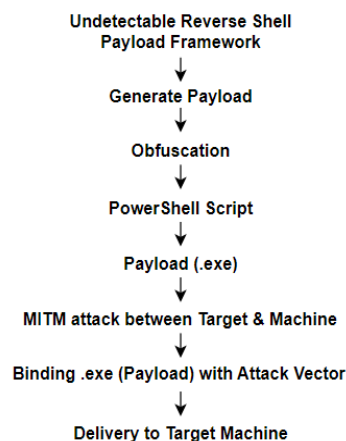 Undetectable Reverse Shell
Payload Framework
Generate Payload
Obfuscation
PowerShell Script
Payload (.exe)
MITM attack between Target & Machine
Binding .exe (Payload) with Attack Vector
Delivery to Target Machine